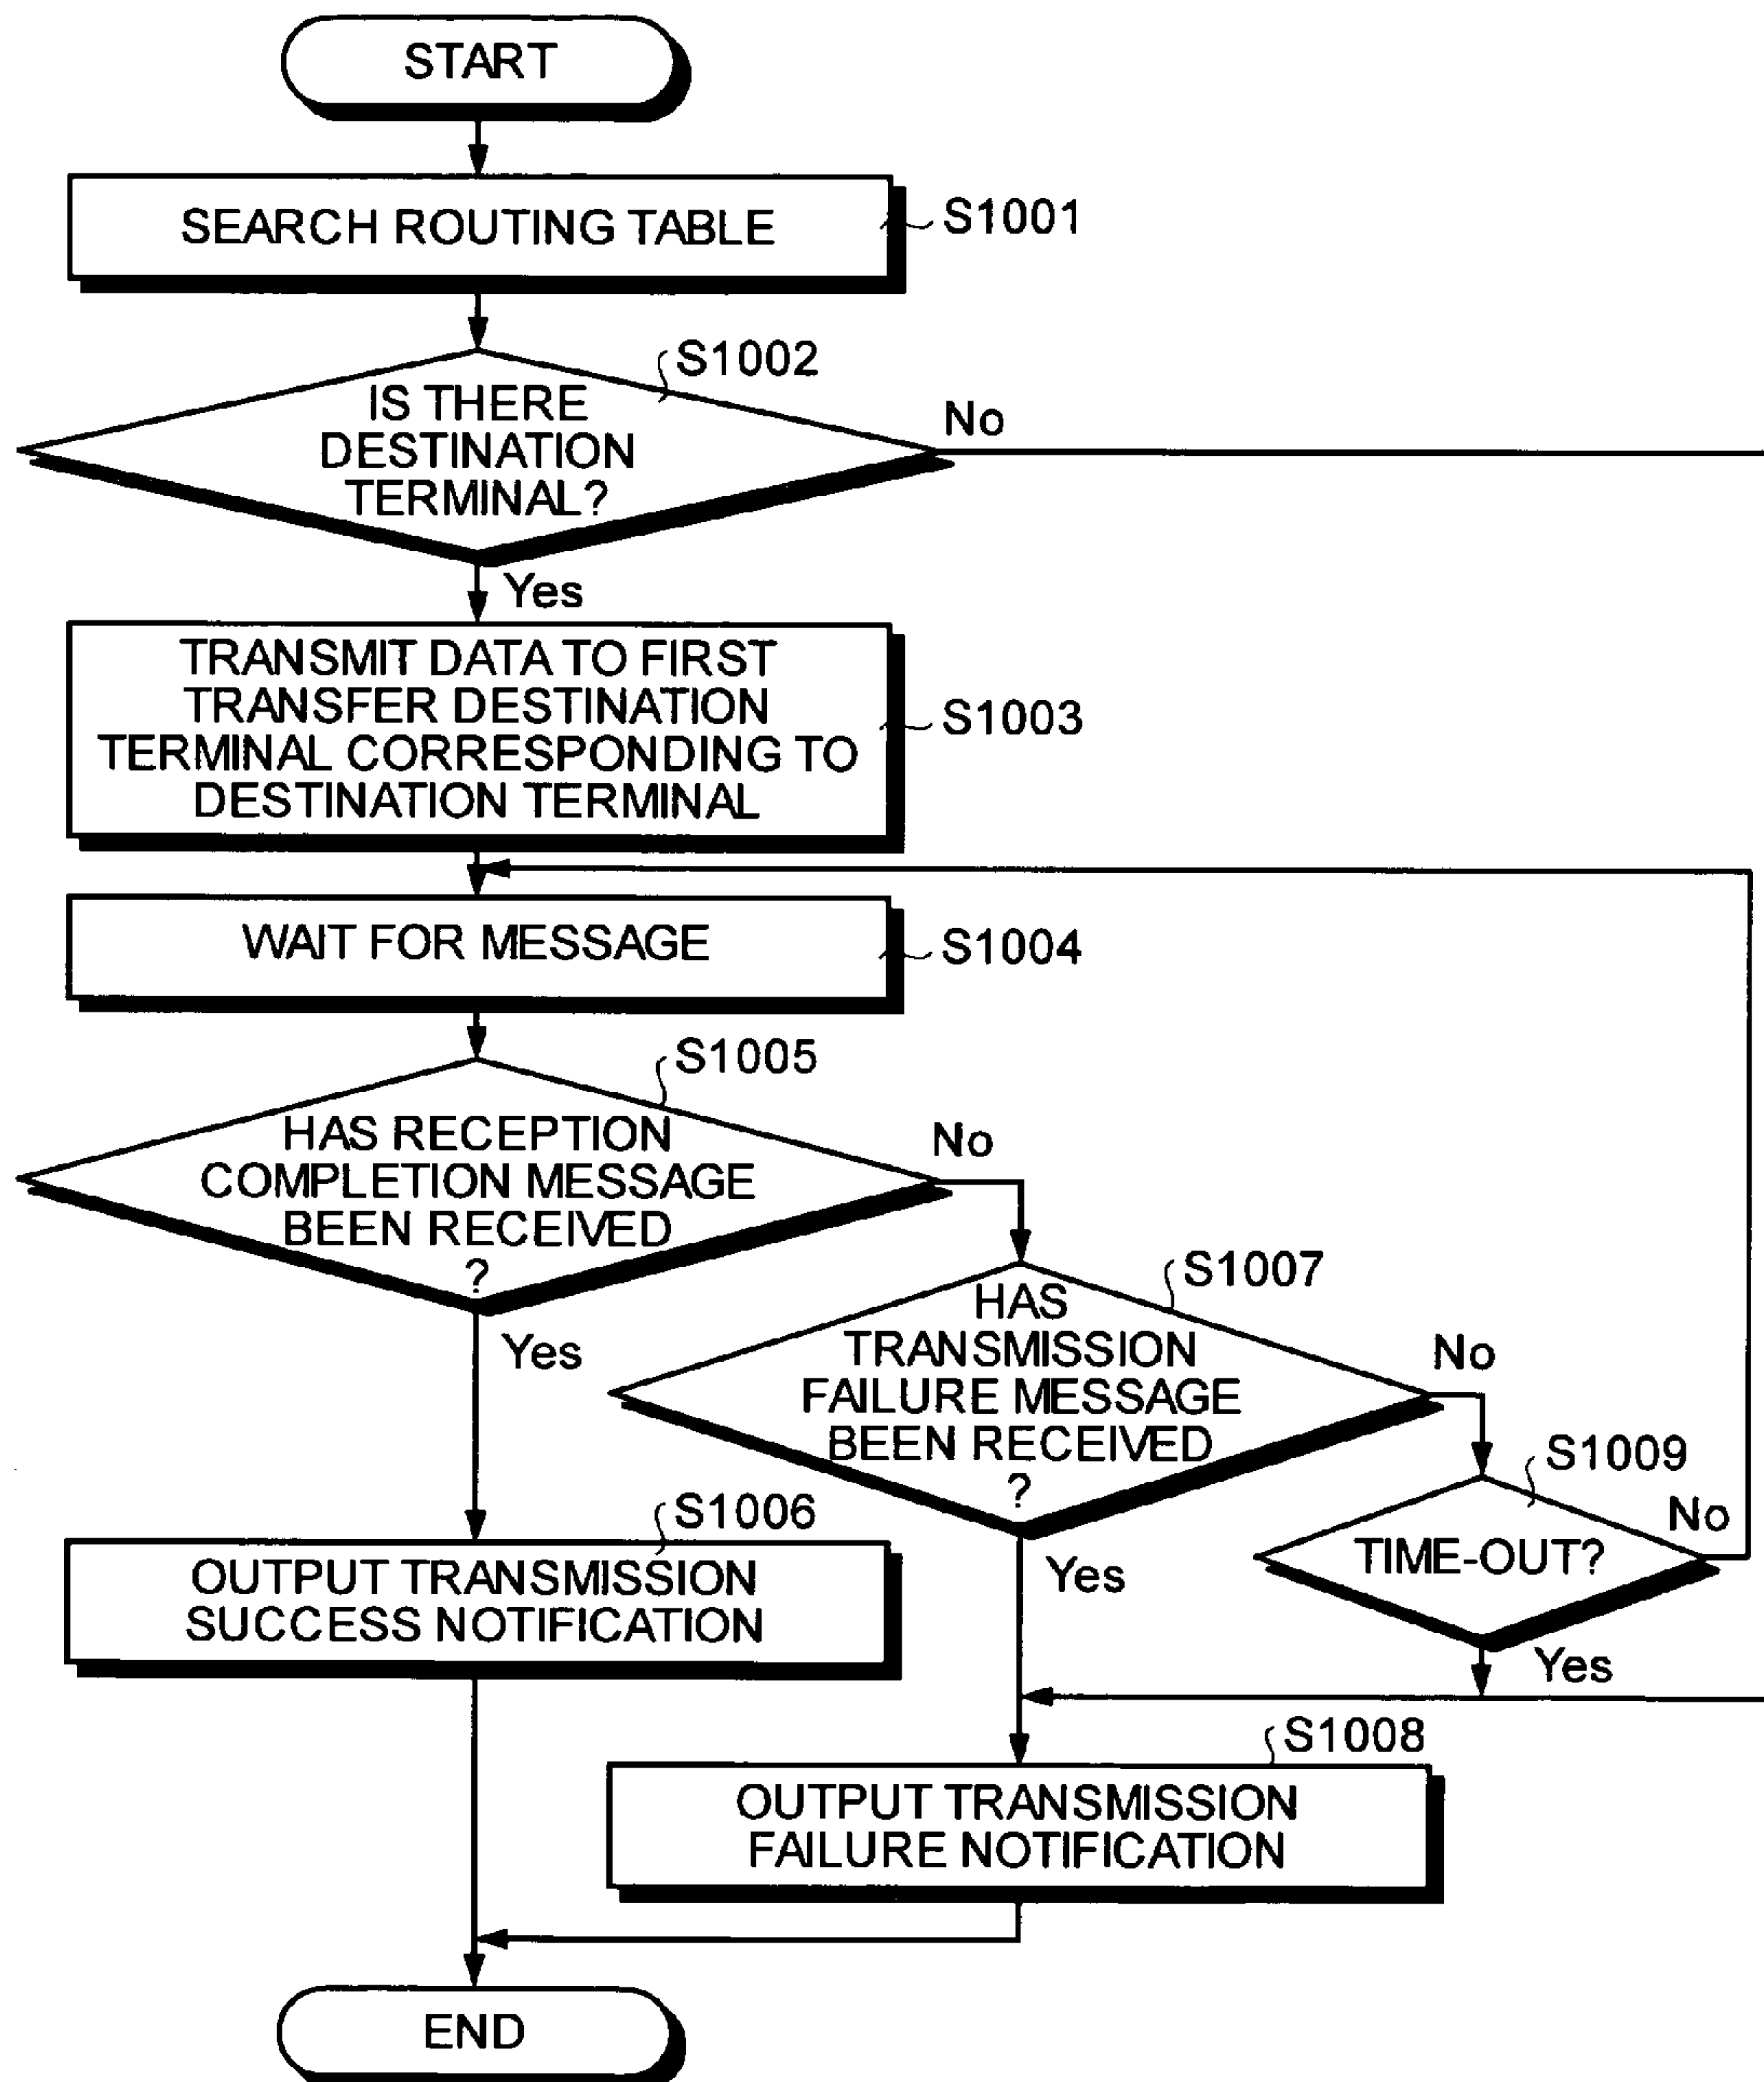 START
SEARCH ROUTING TABLE
S1001
S1002
IS THERE
DESTINATION
TERMINAL?
No
Yes
TRANSMIT DATA TO FIRST
TRANSFER DESTINATION
TERMINAL CORRESPONDING TO
DESTINATION TERMINAL
S1003
WAIT FOR MESSAGE
S1004
S1005
HAS RECEPTION
COMPLETION MESSAGE
BEEN RECEIVED
?
No
Yes
S1007
HAS
TRANSMISSION
FAILURE MESSAGE
BEEN RECEIVED
?
No
Yes
S1009
TIME-OUT?
No
Yes
S1006
OUTPUT TRANSMISSION
SUCCESS NOTIFICATION
S1008
OUTPUT TRANSMISSION
FAILURE NOTIFICATION
END